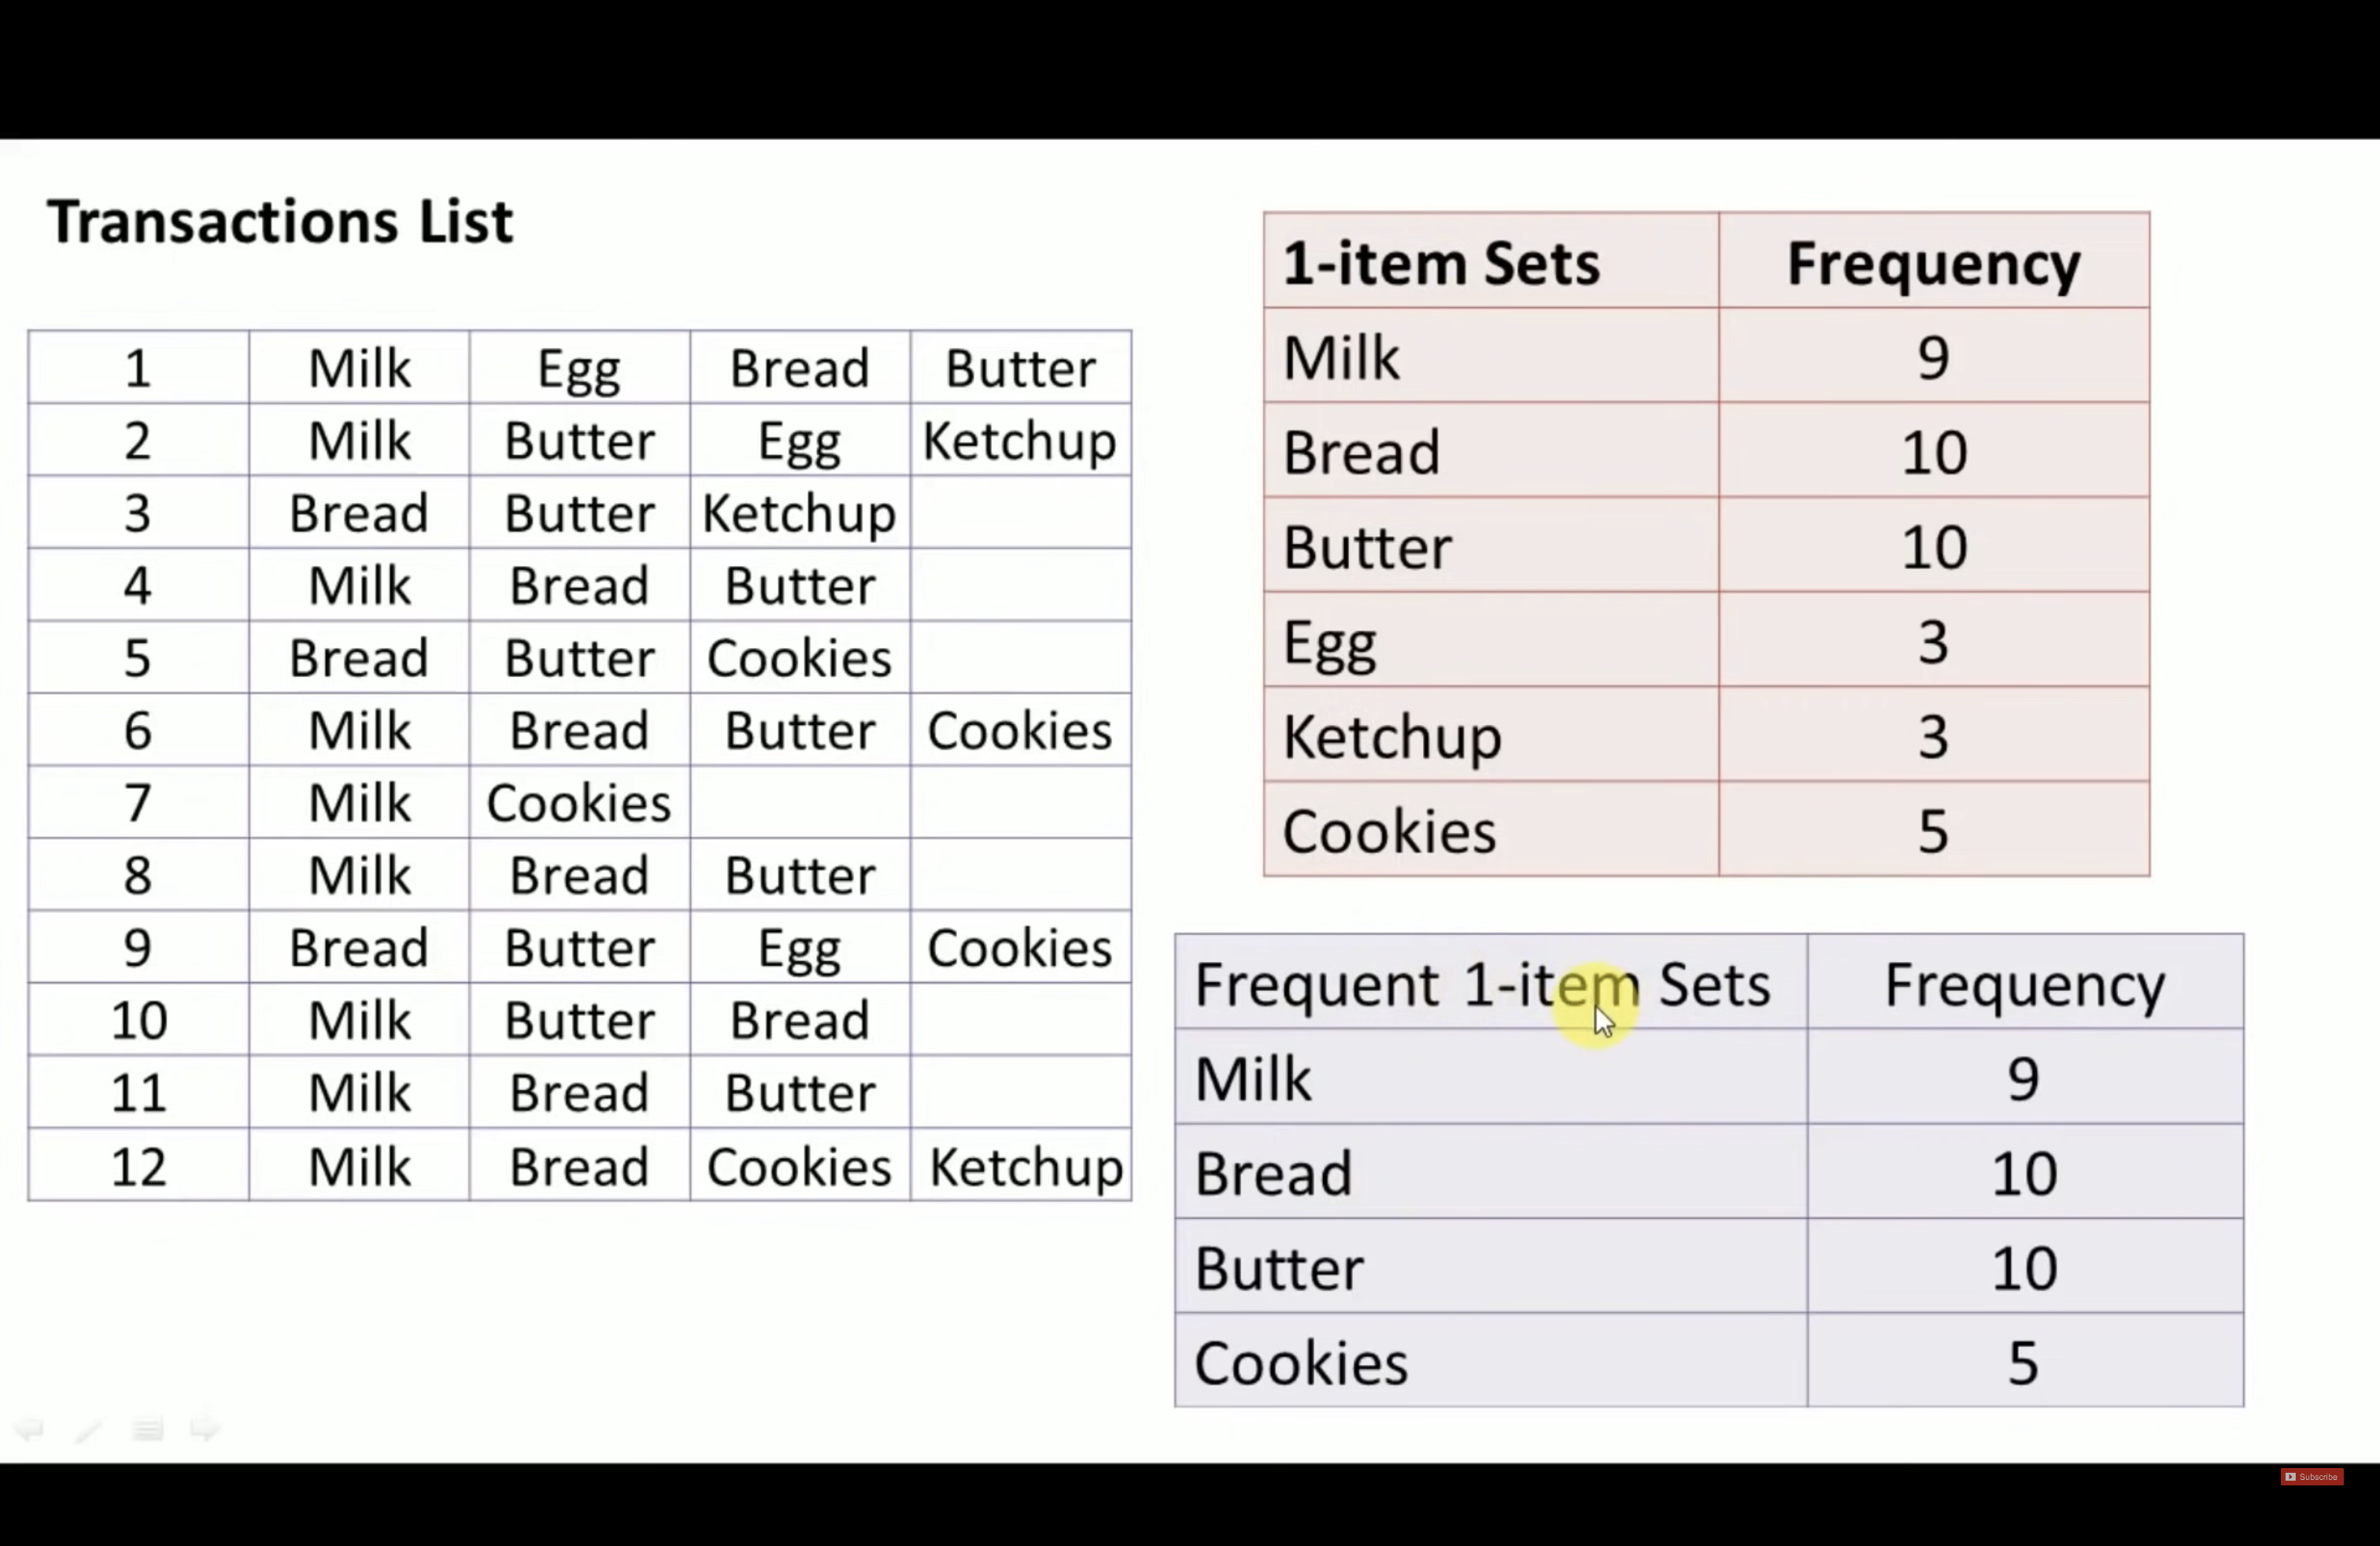 Transactions List
1 Milk Egg Bread Butter
2 Milk Butter Egg Ketchup
3 Bread Butter Ketchup
4 Milk Bread Butter
5 Bread Butter Cookies
6 Milk Bread Butter Cookies
7 Milk Cookies
8 Milk Bread Butter
9 Bread Butter Egg Cookies
10 Milk Butter Bread
11 Milk Bread Butter
12 Milk Bread Cookies Ketchup
1-item Sets Frequency
Milk 9
Bread 10
Butter 10
Egg 3
Ketchup 3
Cookies 5
Frequent 1-item Sets Frequency
Milk 9
Bread 10
Butter 10
Cookies 5
Subscribe